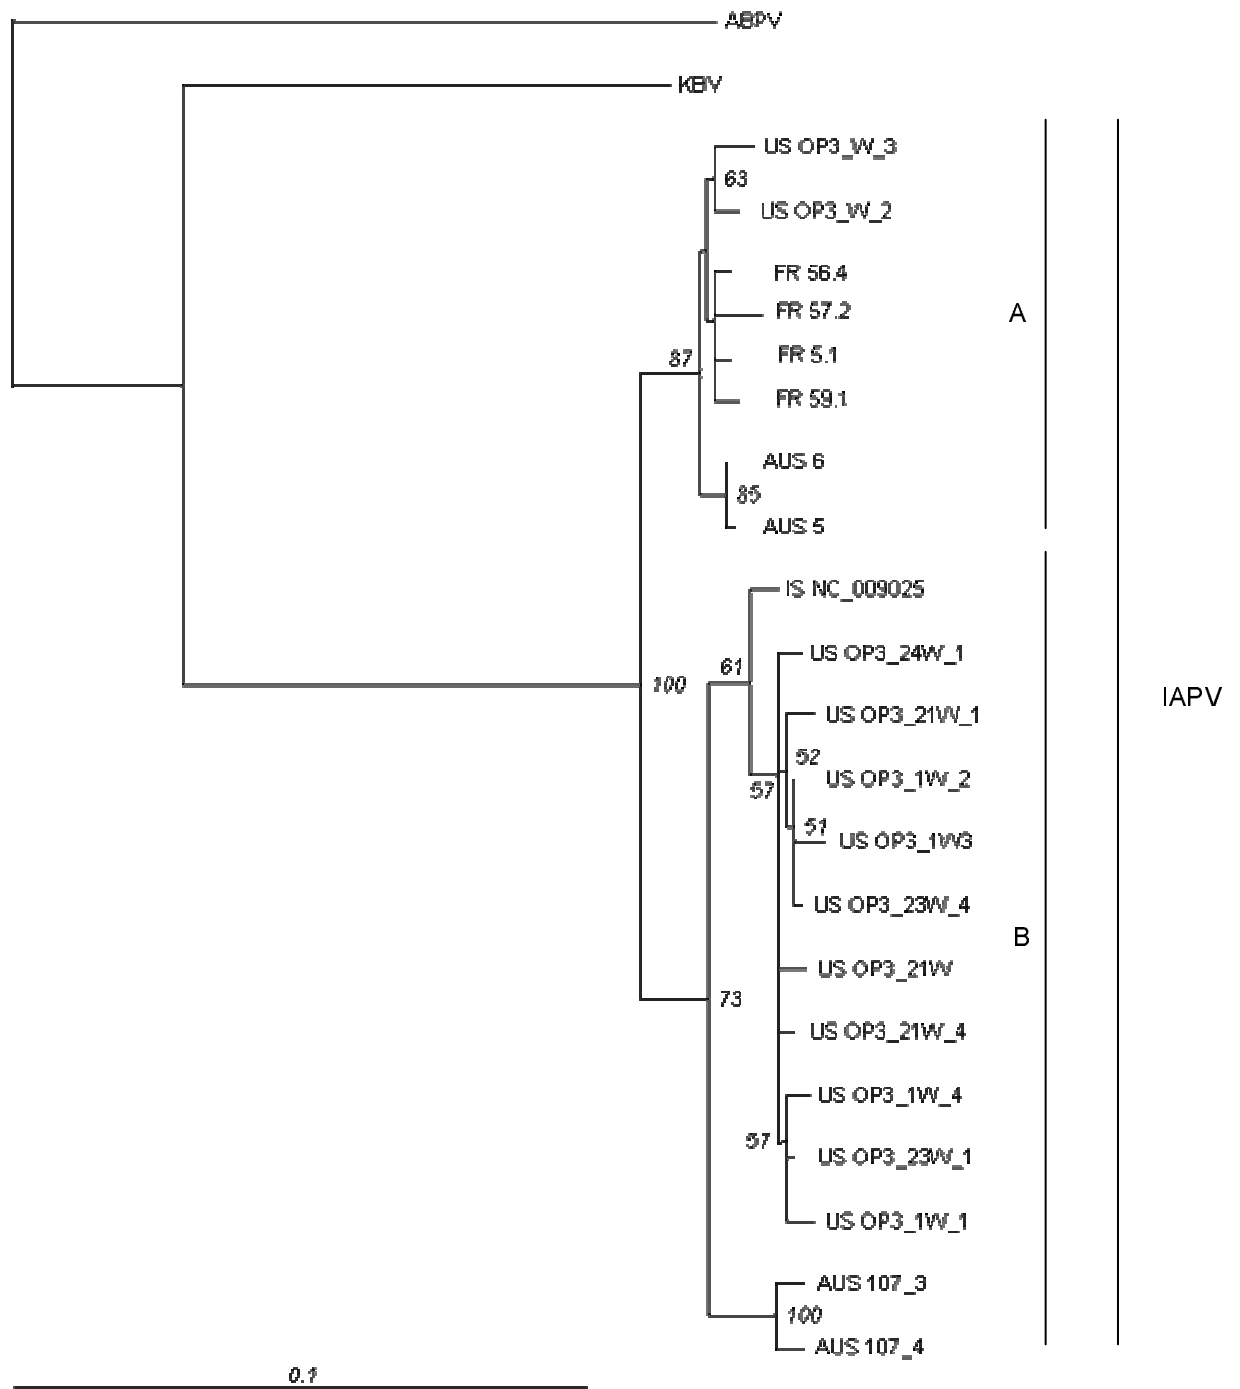 ABPV
KBV
US OP3_W_3
63
US OP3_W_2
FR 56.4
FR 57.2
A
FR 5.1
87
FR 59.1
AUS 6
85
AUS 5
IS NC_009025
US OP3_24W_1
61
100
IAPV
US OP3_21W_1
52
US OP3_1W_2
57
51
US OP3_1W3
US OP3_23W_4
B
US OP3_21W
73
US OP3_21W_4
US OP3_1W_4
57
US OP3_23W_1
US OP3_1W_1
AUS 107_3
100
AUS 107_4
0.1